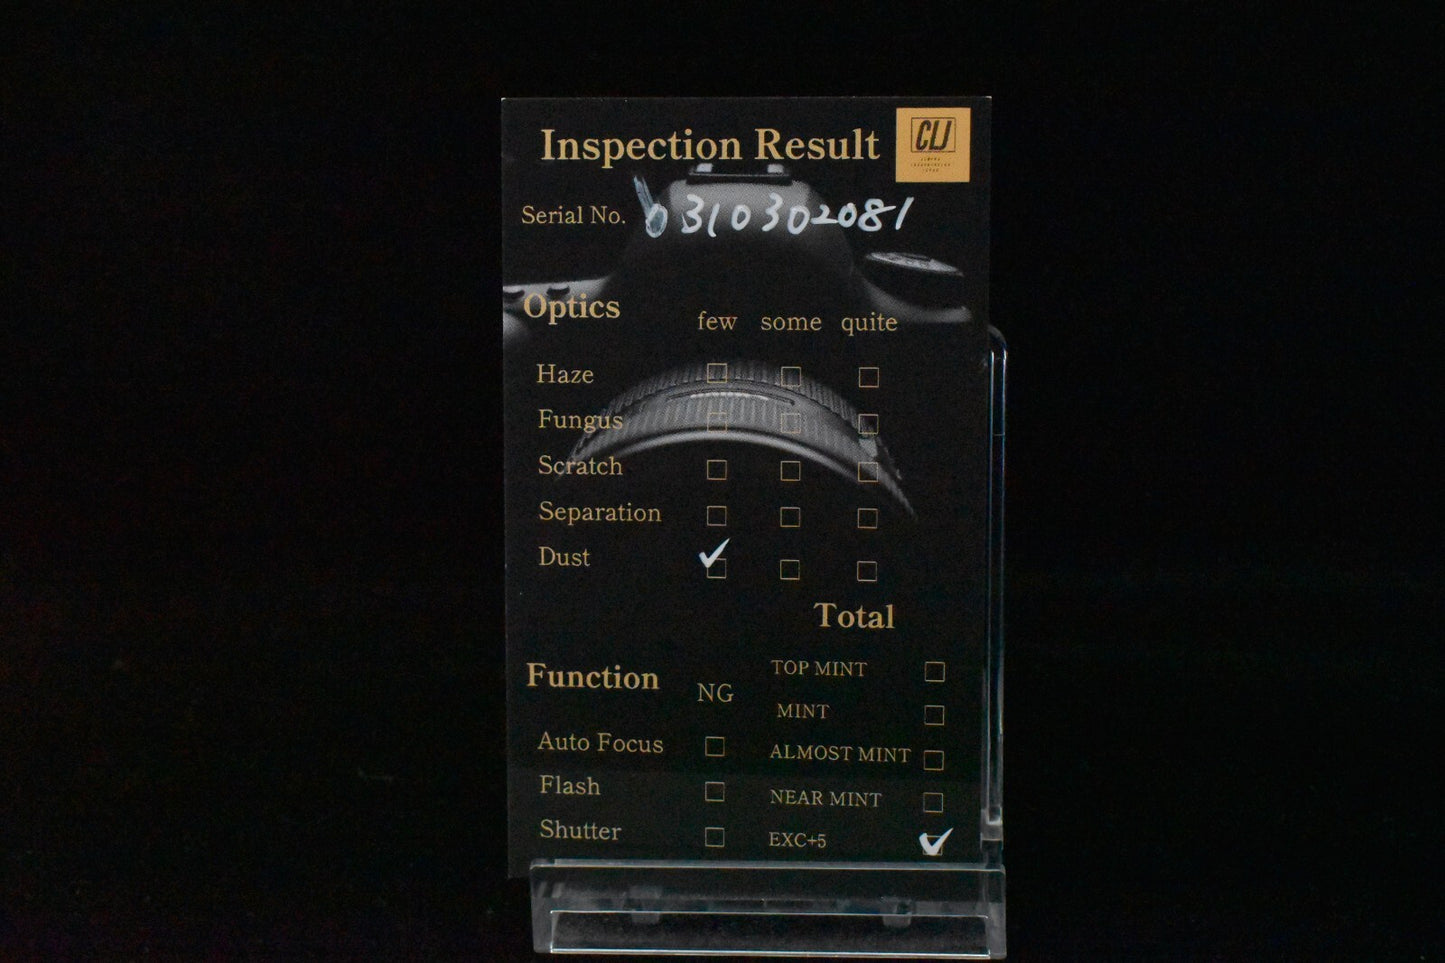 Inspection Result
CIJ
Serial No. 0310302081
Optics
few some quite
Haze □ □ □
Fungus □ □ □
Scratch □ □ □
Separation □ □ □
Dust ✓ □ □
Total
Function
NG
TOP MINT □
MINT □
Auto Focus □
ALMOST MINT □
Flash □
NEAR MINT □
Shutter □
EXC+5 ✓